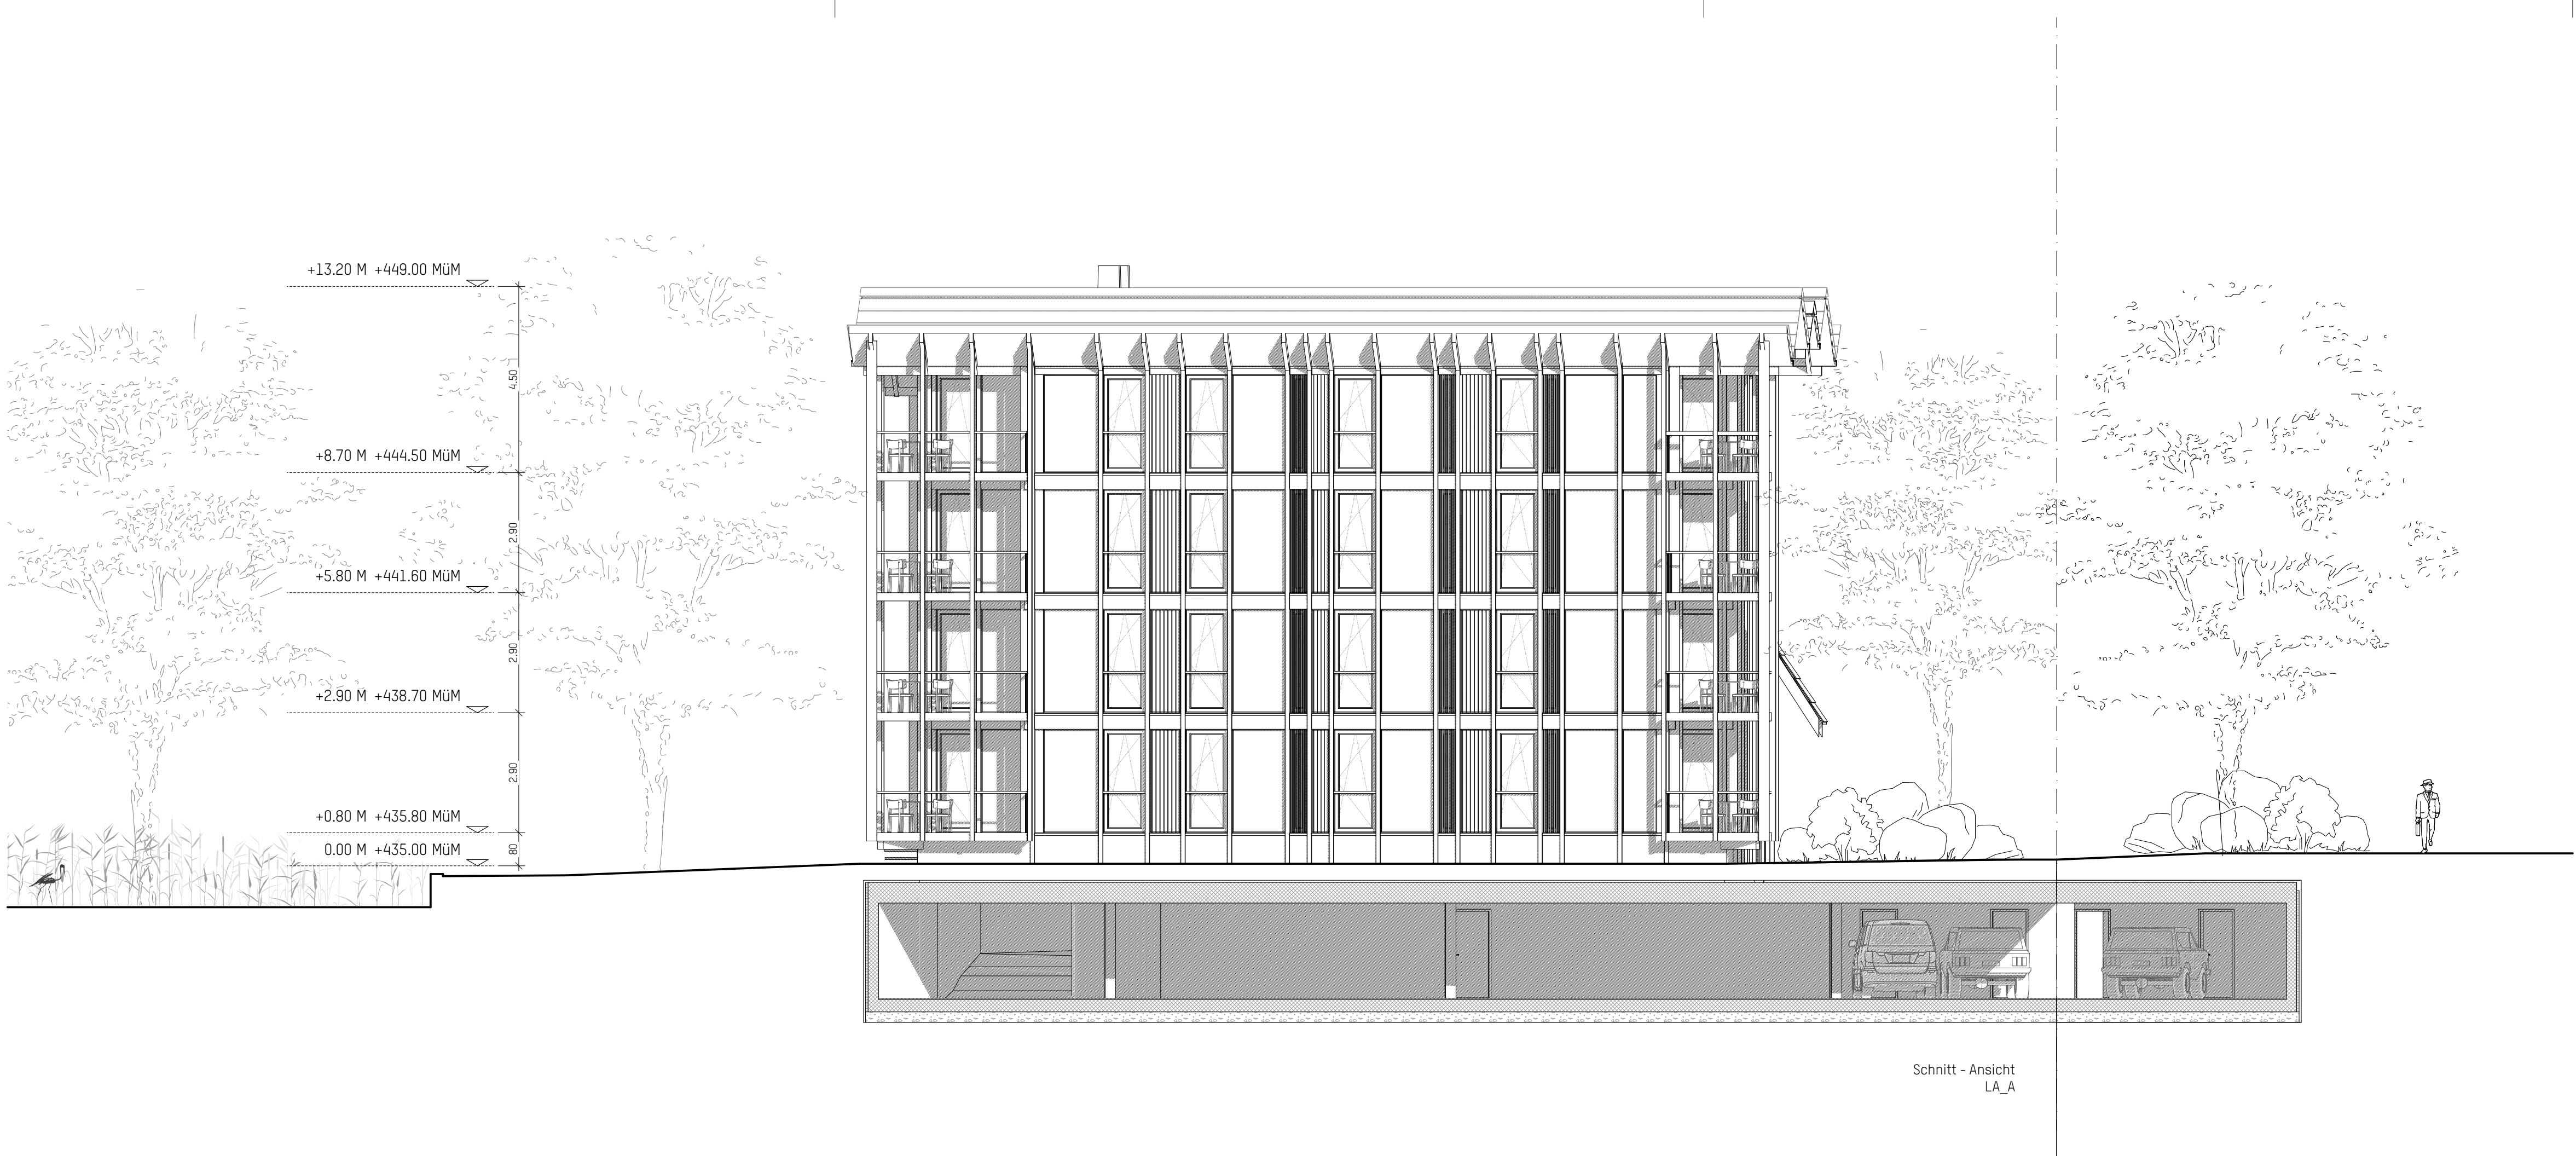 +13.20 M +449.00 MüM
4.50
+8.70 M +444.50 MüM
2.90
+5.80 M +441.60 MüM
2.90
+2.90 M +438.70 MüM
2.90
+0.80 M +435.80 MüM
80
0.00 M +435.00 MüM
Schnitt - Ansicht
LA_A